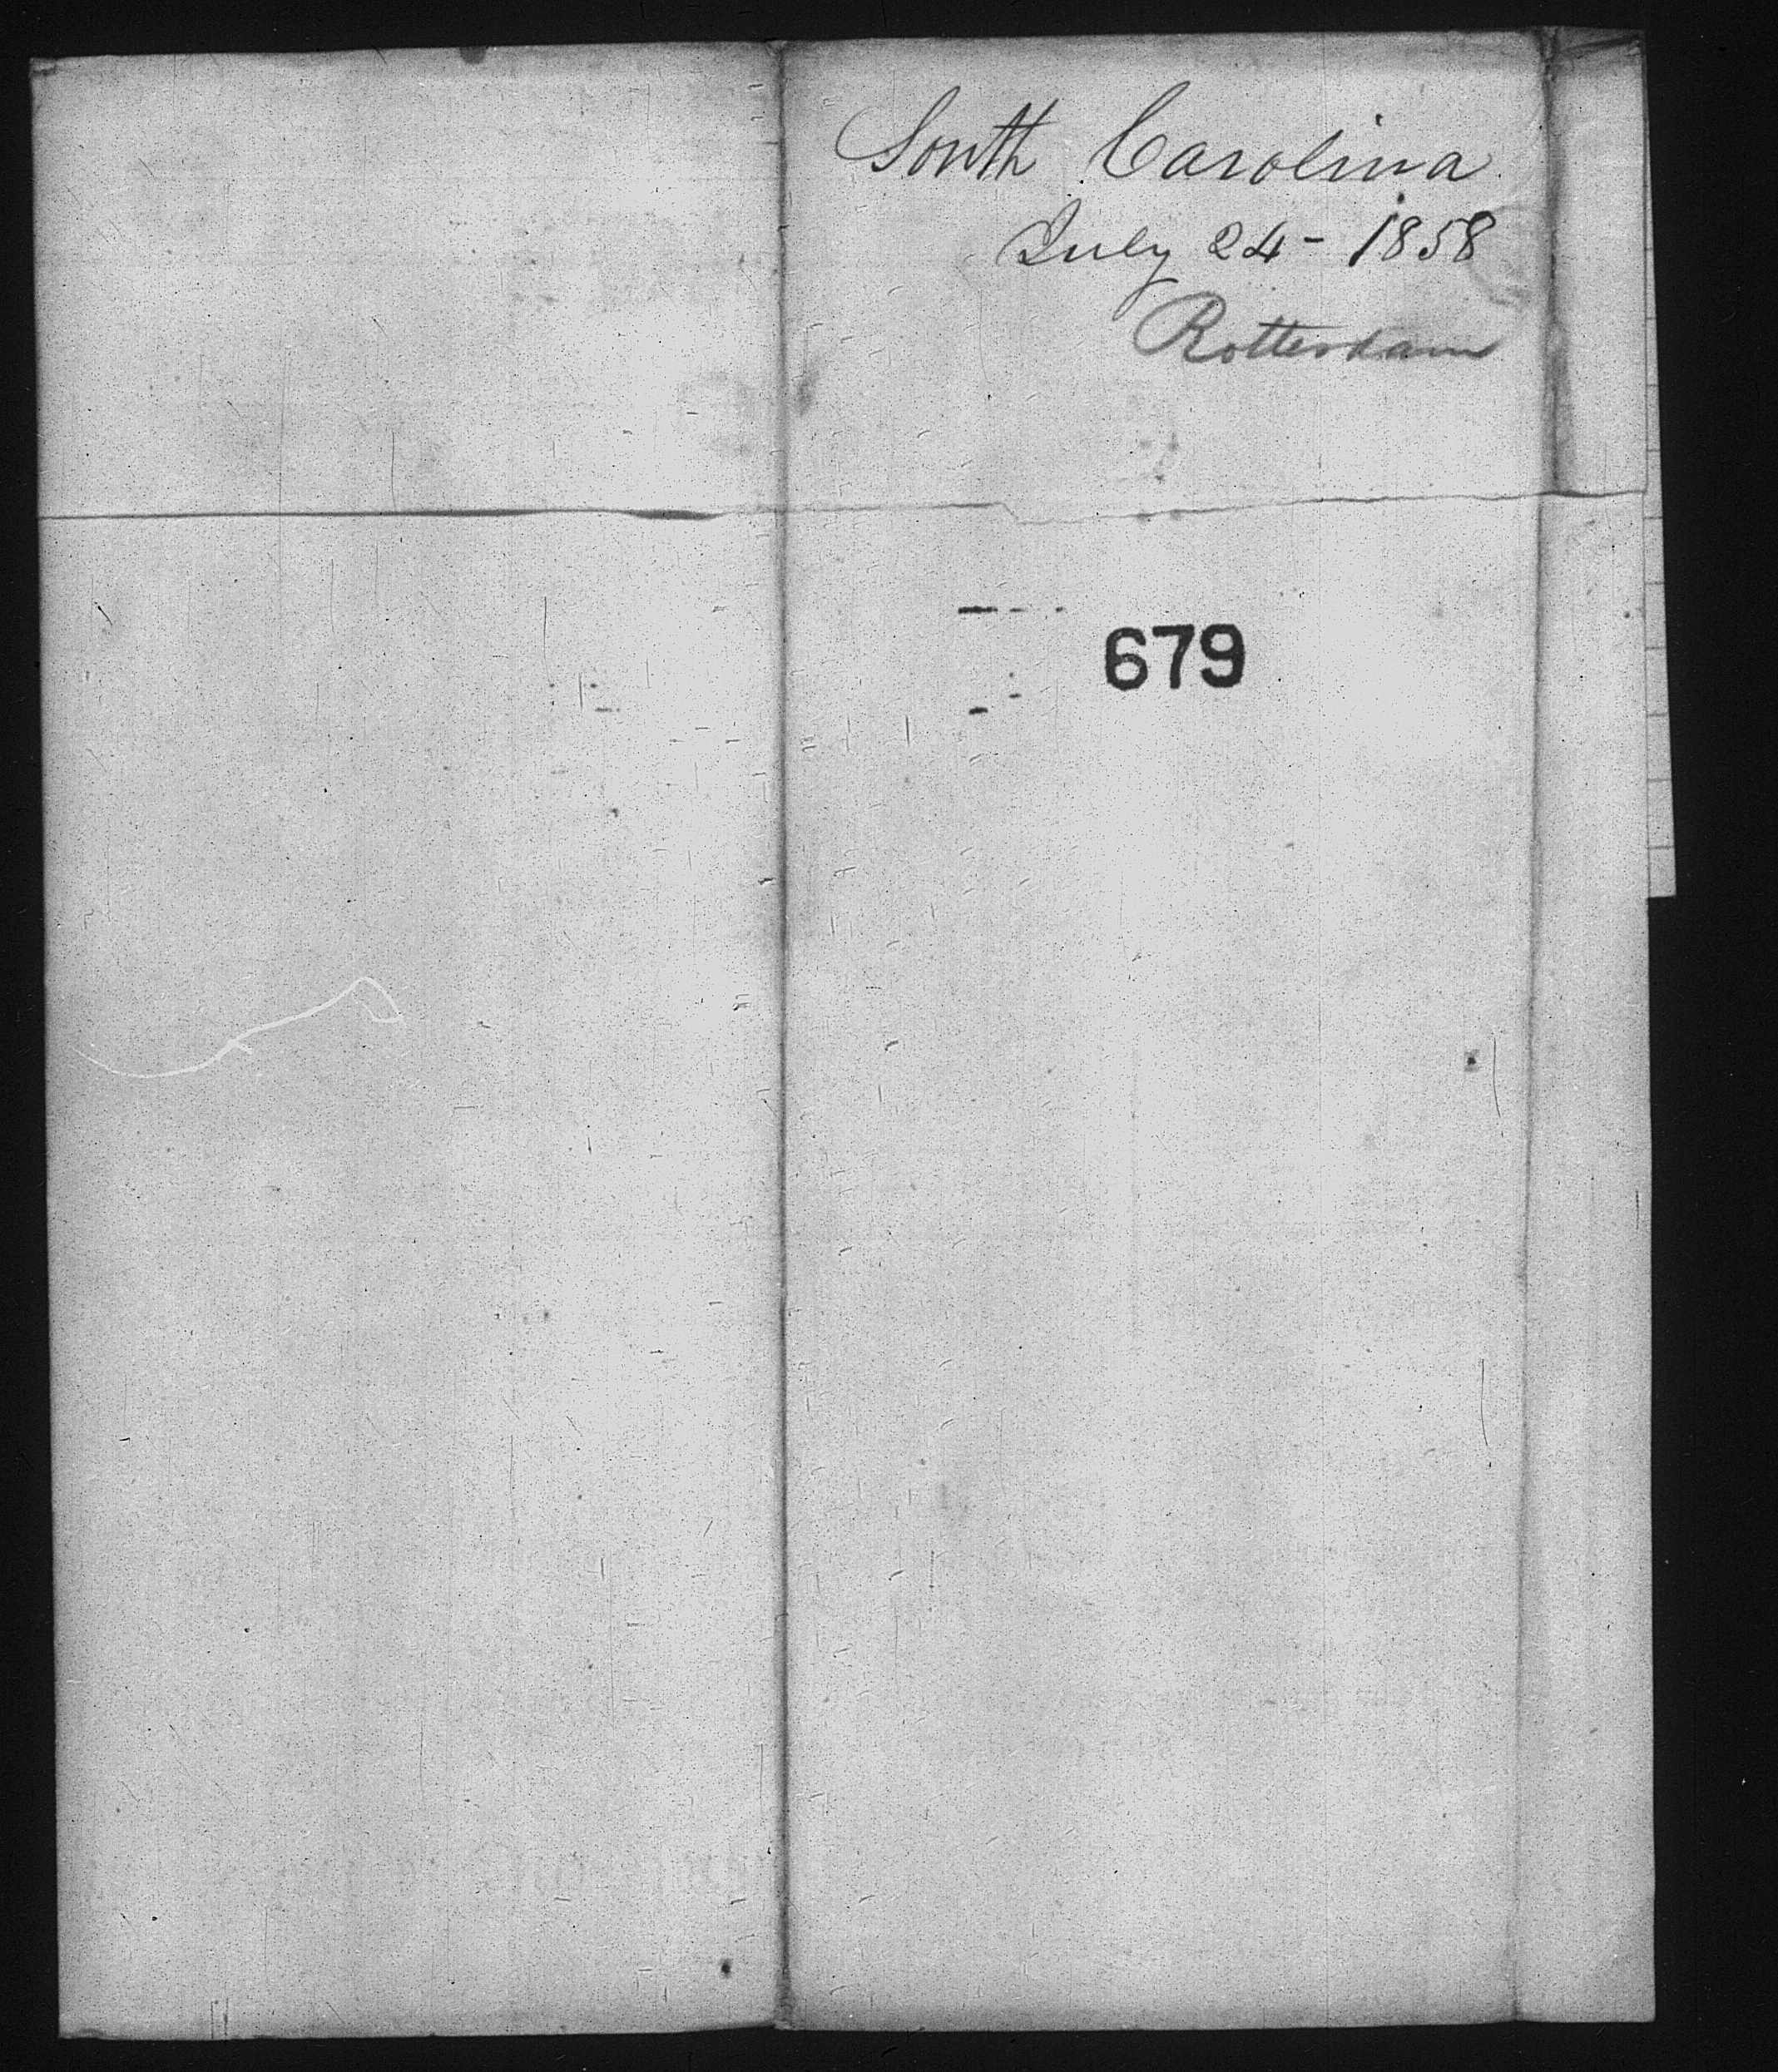 South Carolina
July 24 - 1858
Rotterdam
679